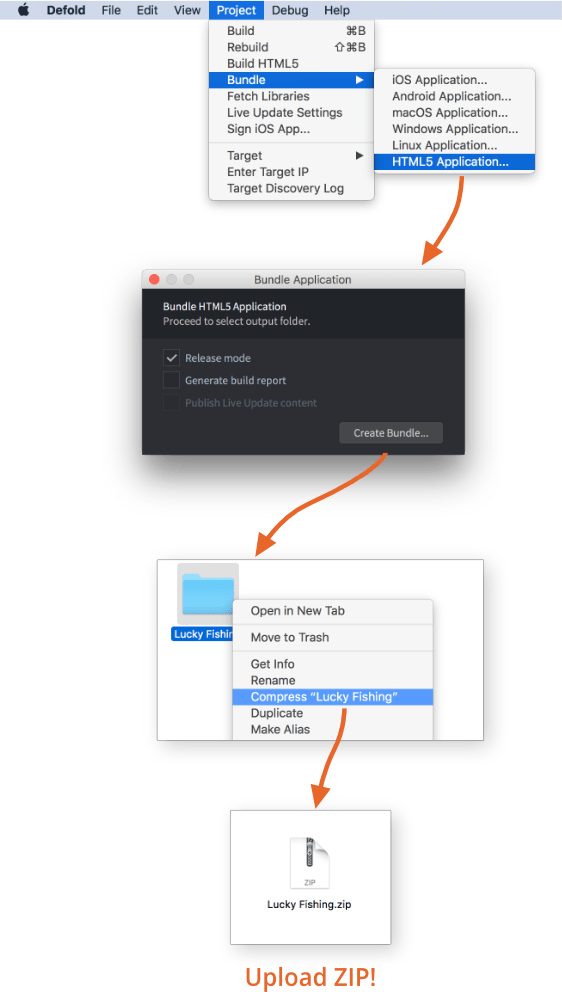 Defold File Edit View Project Debug Help
Build ⌘B
Rebuild ⇧⌘B
Build HTML5
Bundle
Fetch Libraries
Live Update Settings
Sign iOS App...
Target
Enter Target IP
Target Discovery Log
iOS Application...
Android Application...
macOS Application...
Windows Application...
Linux Application...
HTML5 Application...
Bundle Application
Bundle HTML5 Application
Proceed to select output folder.
Release mode
Generate build report
Publish Live Update content
Create Bundle...
Lucky Fishin
Open in New Tab
Move to Trash
Get Info
Rename
Compress “Lucky Fishing”
Duplicate
Make Alias
ZIP
Lucky Fishing.zip
Upload ZIP!